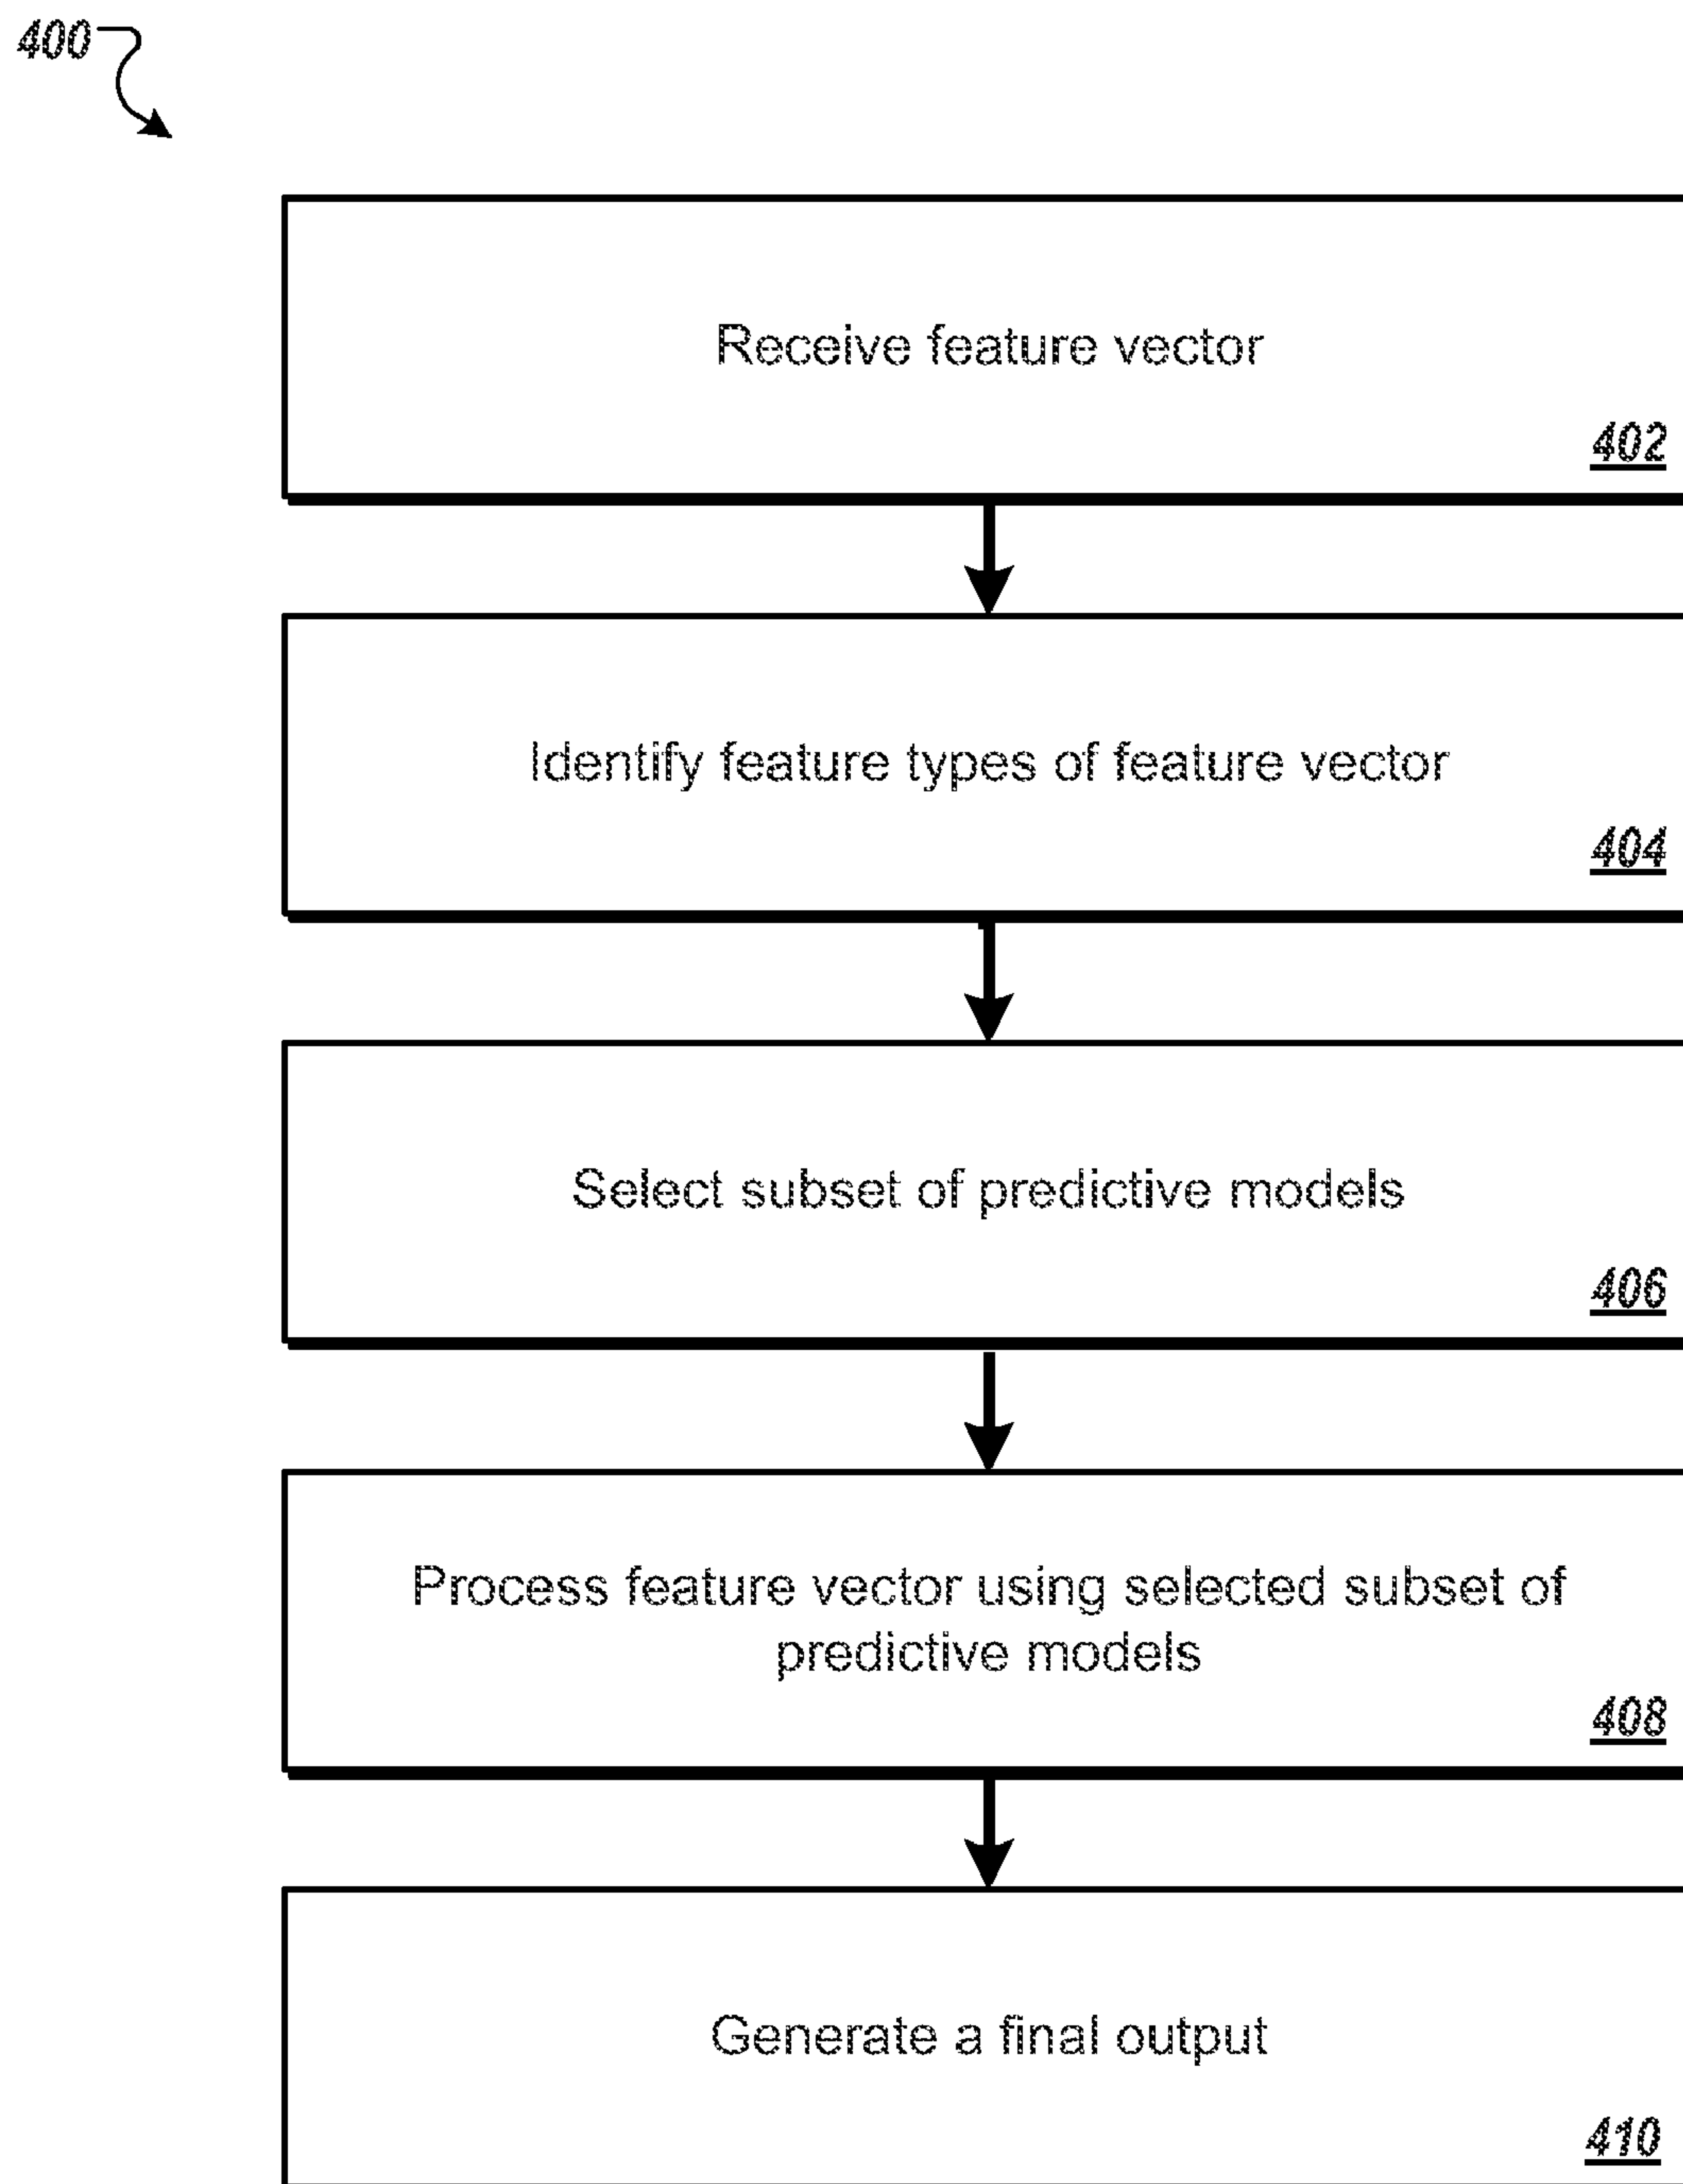 400
Receive feature vector
402
Identify feature types of feature vector
404
Select subset of predictive models
406
Process feature vector using selected subset of
predictive models
408
Generate a final output
410